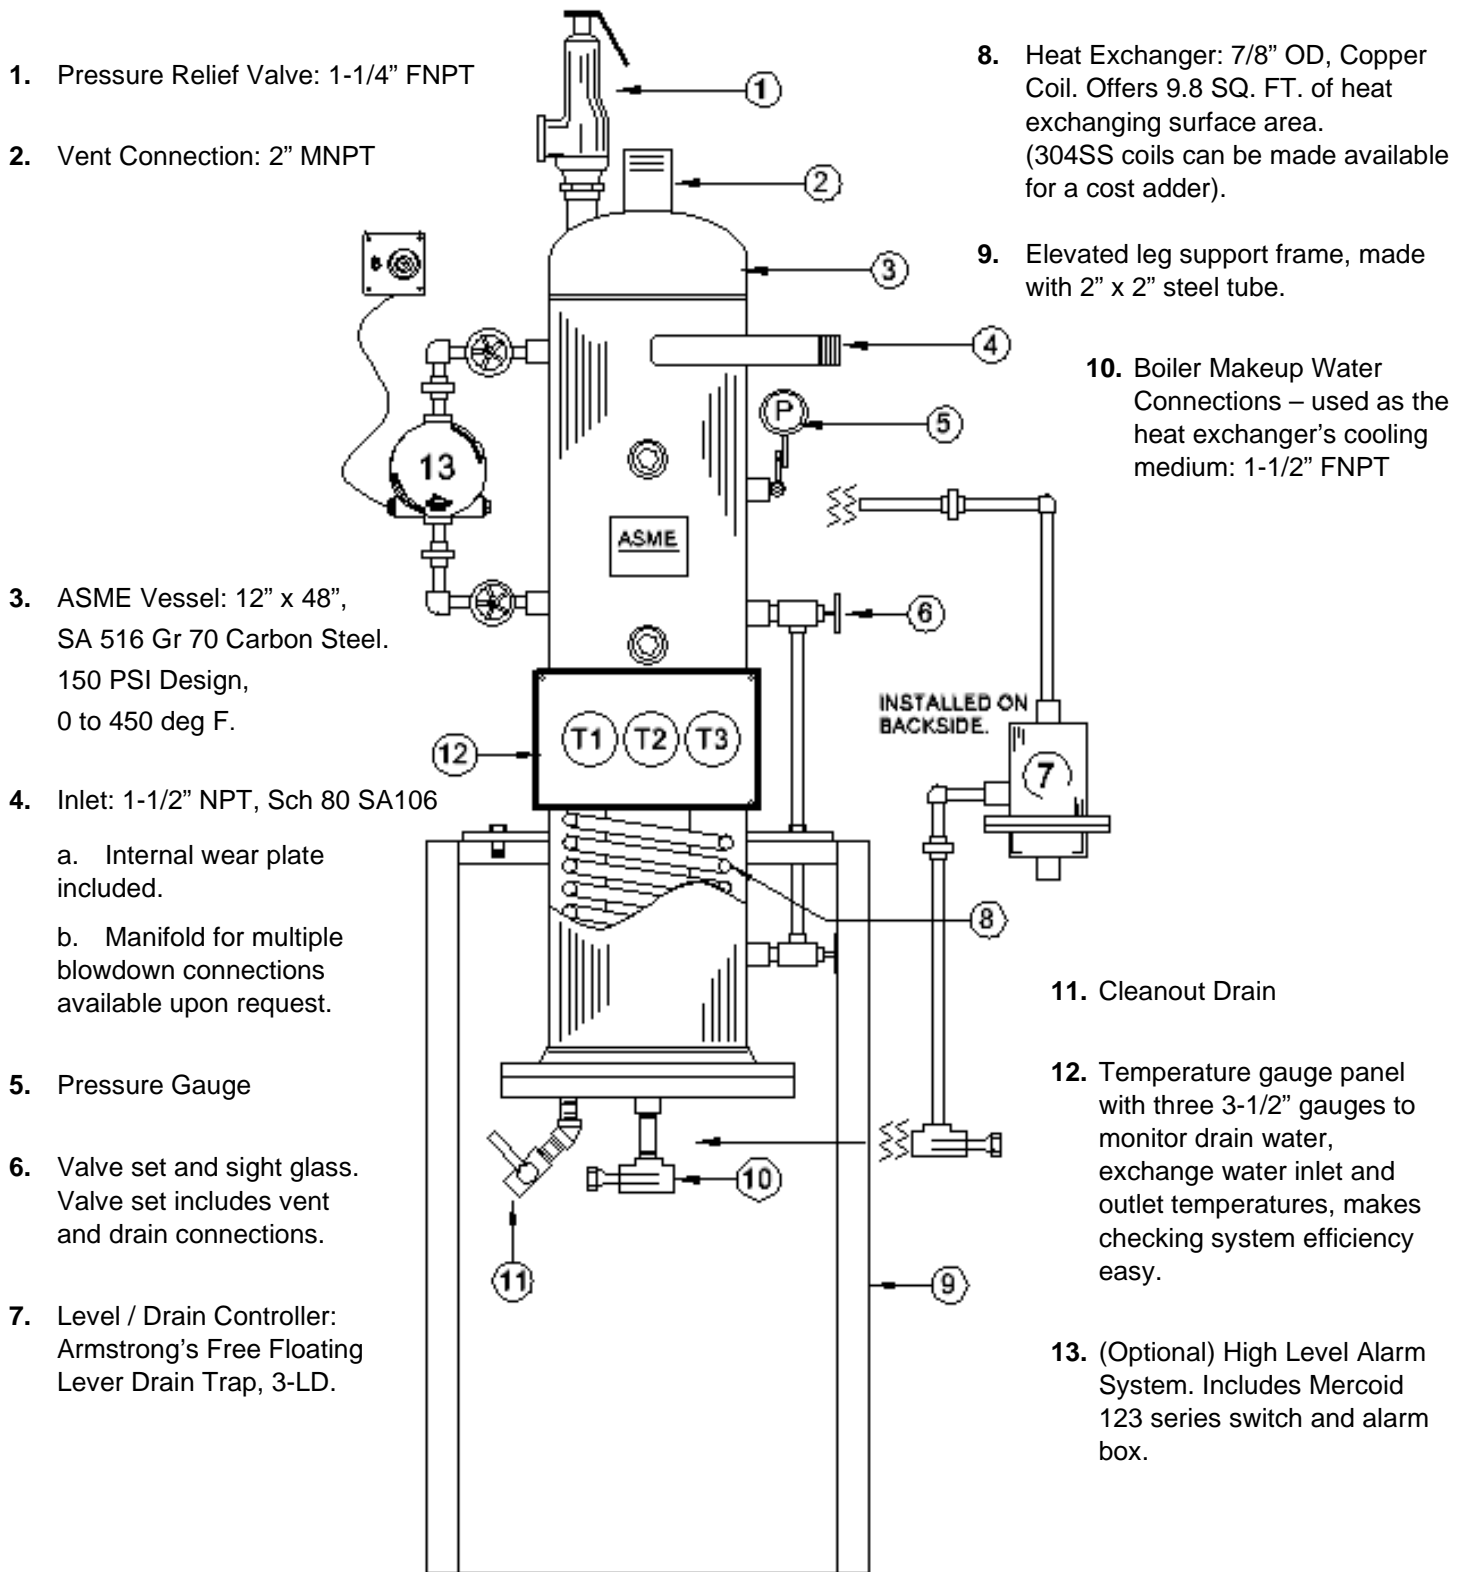 1. Pressure Relief Valve: 1-1/4” FNPT
2. Vent Connection: 2” MNPT
3. ASME Vessel: 12” x 48”,
SA 516 Gr 70 Carbon Steel.
150 PSI Design,
0 to 450 deg F.
4. Inlet: 1-1/2” NPT, Sch 80 SA106
a. Internal wear plate
included.
b. Manifold for multiple
blowdown connections
available upon request.
5. Pressure Gauge
6. Valve set and sight glass.
Valve set includes vent
and drain connections.
7. Level / Drain Controller:
Armstrong’s Free Floating
Lever Drain Trap, 3-LD.
1
2
3
4
P
5
13
ASME
6
INSTALLED ON
BACKSIDE.
T1 T2 T3
12
7
8
10
11
9
8. Heat Exchanger: 7/8” OD, Copper
Coil. Offers 9.8 SQ. FT. of heat
exchanging surface area.
(304SS coils can be made available
for a cost adder).
9. Elevated leg support frame, made
with 2” x 2” steel tube.
10. Boiler Makeup Water
Connections – used as the
heat exchanger’s cooling
medium: 1-1/2” FNPT
11. Cleanout Drain
12. Temperature gauge panel
with three 3-1/2” gauges to
monitor drain water,
exchange water inlet and
outlet temperatures, makes
checking system efficiency
easy.
13. (Optional) High Level Alarm
System. Includes Mercoid
123 series switch and alarm
box.